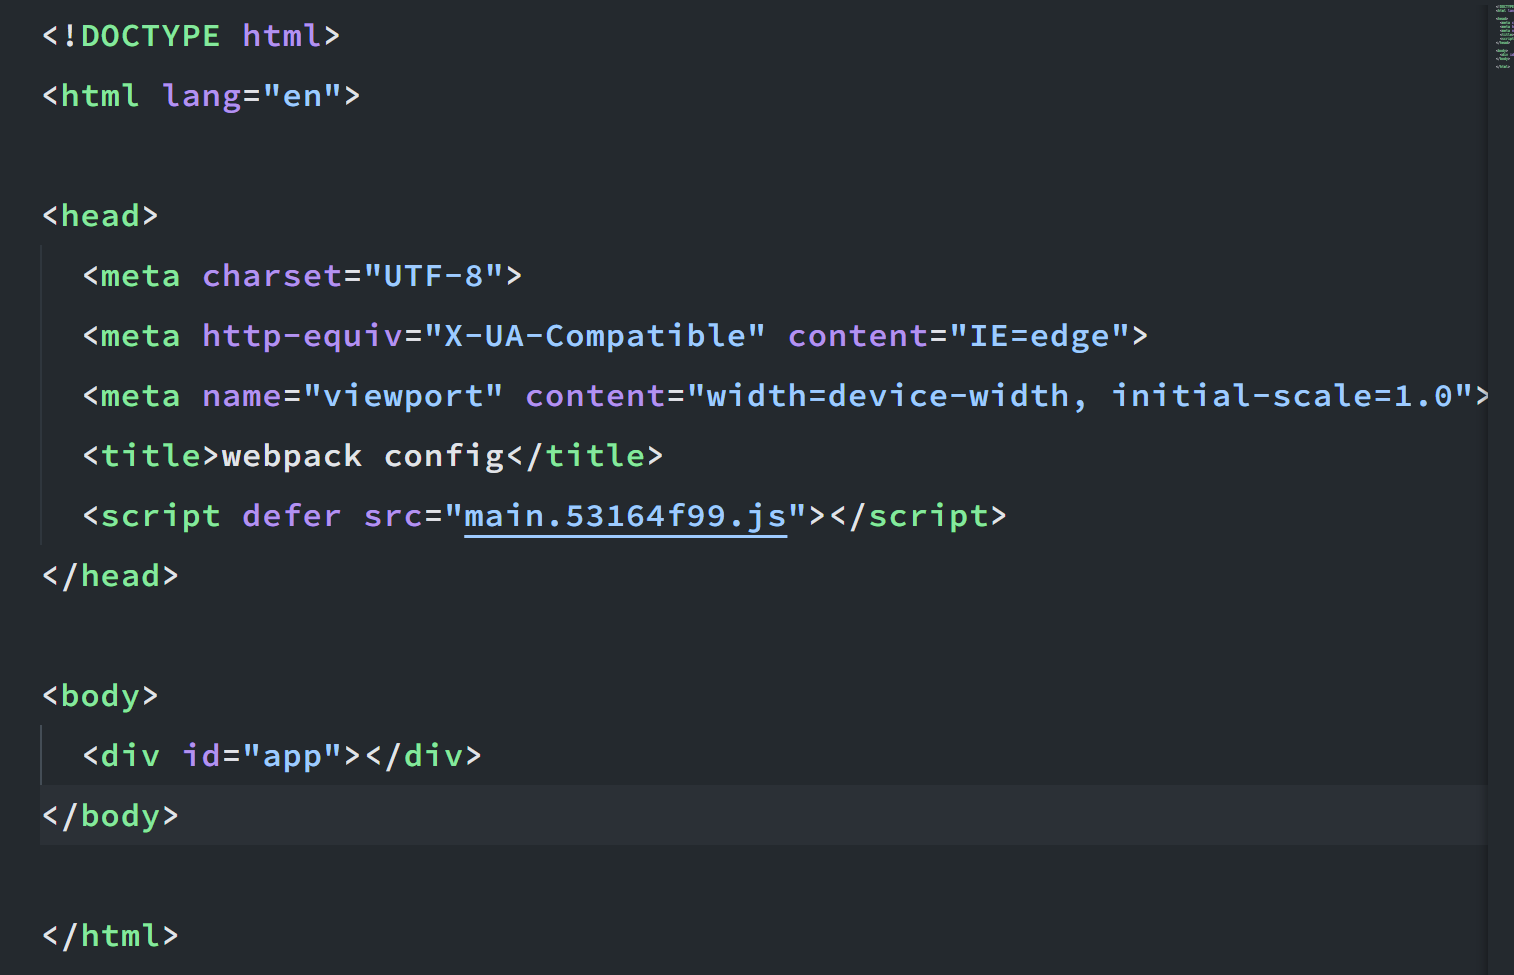 <!DOCTYPE html>
<html lang="en">
<head>
<meta charset="UTF-8">
<meta http-equiv="X-UA-Compatible" content="IE=edge">
<meta name="viewport" content="width=device-width, initial-scale=1.0">
<title>webpack config</title>
<script defer src="main.53164f99.js"></script>
</head>
<body>
<div id="app"></div>
</body>
</html>